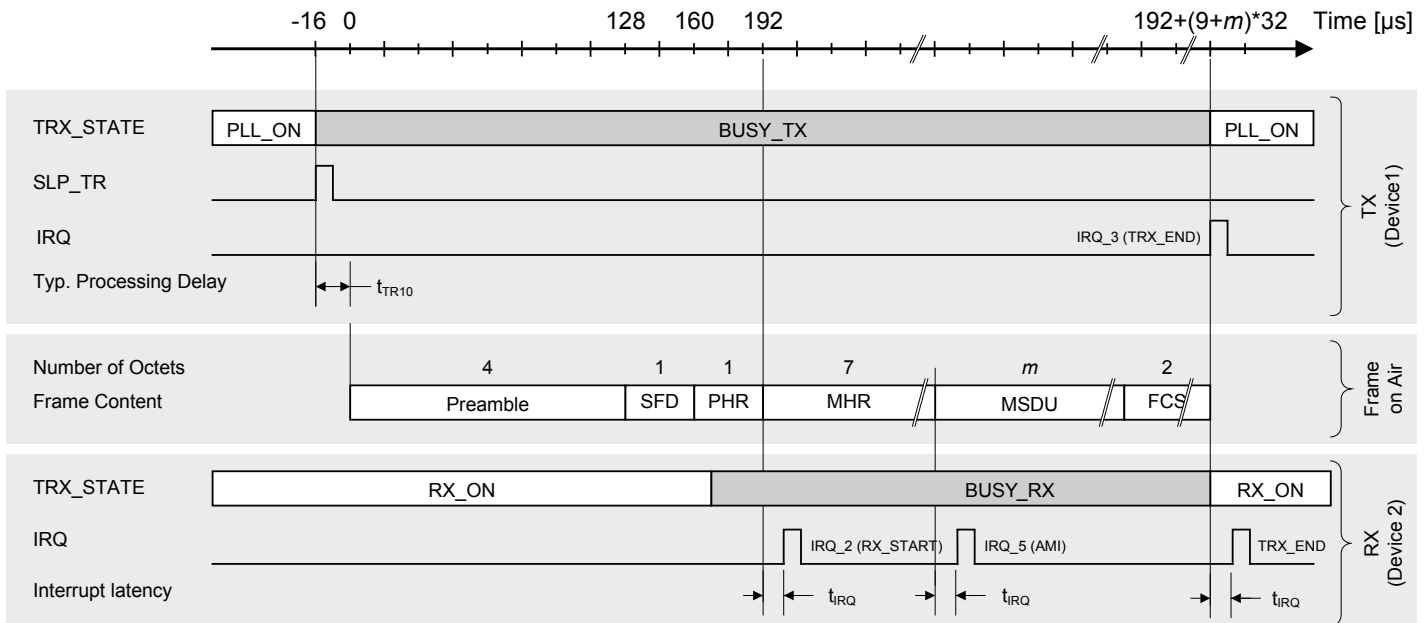 -16 0 128 160 192 192+(9+m)*32 Time [µs]
TRX_STATE PLL_ON BUSY_TX PLL_ON
SLP_TR
IRQ IRQ_3 (TRX_END)
Typ. Processing Delay tTR10
TX
(Device1)
Number of Octets 4 1 1 7 m 2
Frame Content Preamble SFD PHR MHR MSDU FCS
Frame
on Air
TRX_STATE RX_ON BUSY_RX RX_ON
IRQ IRQ_2 (RX_START) IRQ_5 (AMI) TRX_END
Interrupt latency tIRQ tIRQ tIRQ
RX
(Device 2)